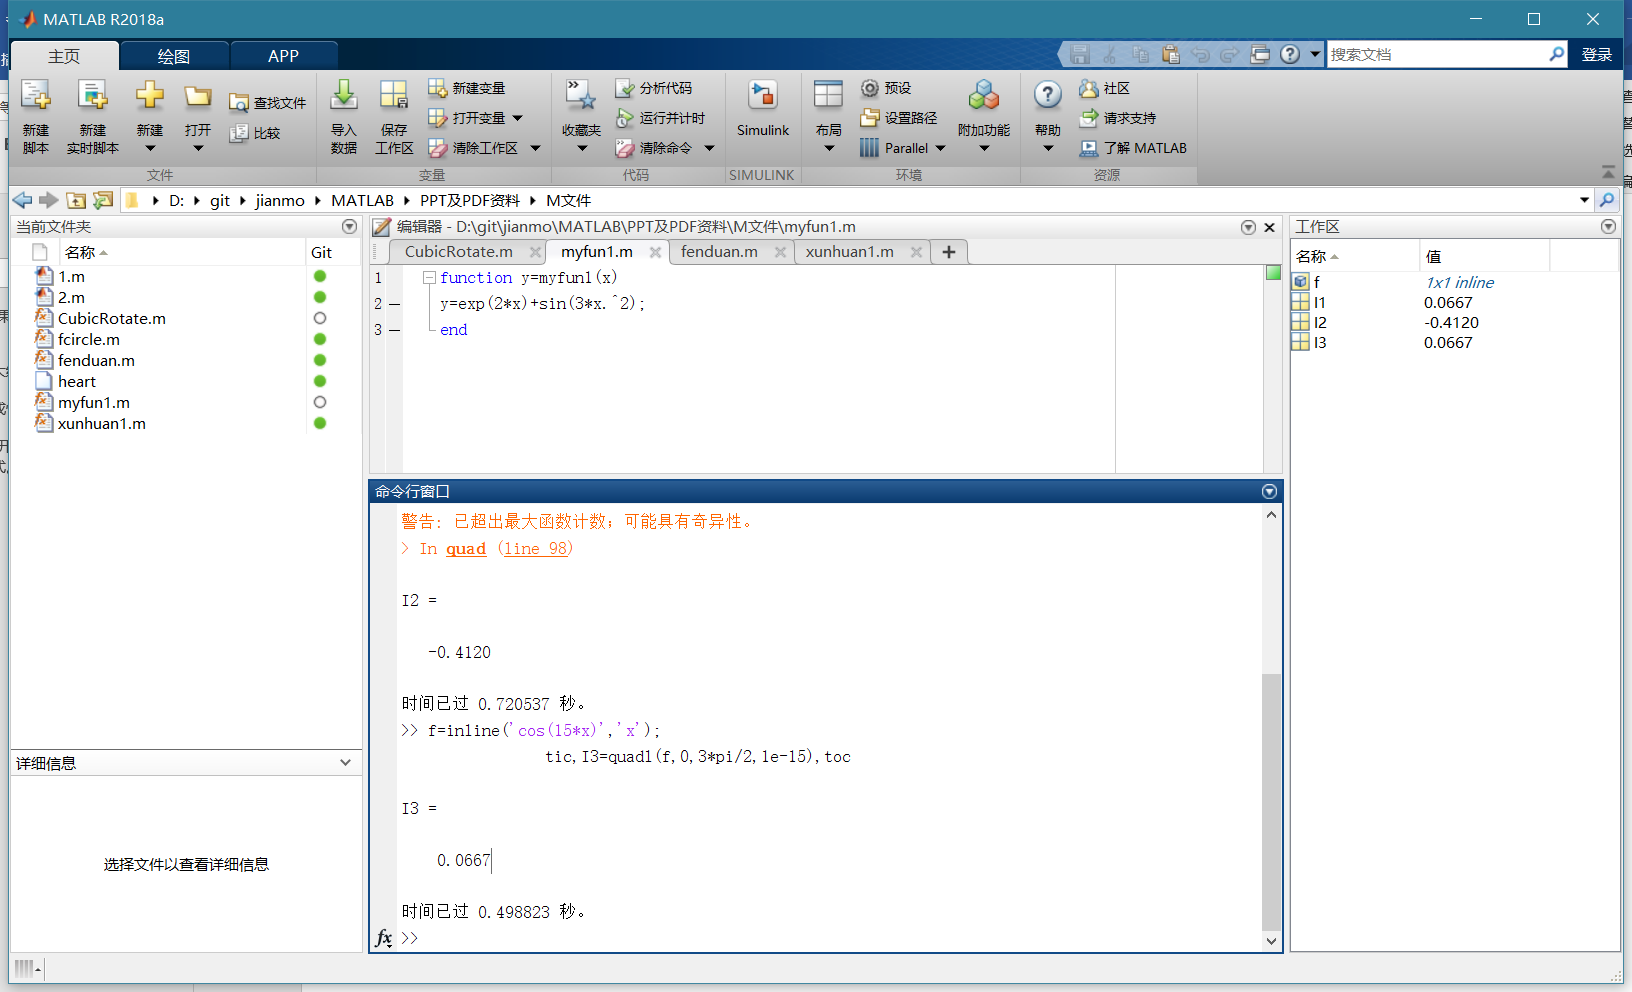 MATLAB R2018a
主页
绘图
APP
搜索文档
登录
新建
脚本
新建
实时脚本
新建
打开
查找文件
比较
文件
导入
数据
保存
工作区
新建变量
打开变量
清除工作区
变量
收藏夹
分析代码
运行并计时
清除命令
代码
Simulink
SIMULINK
布局
预设
设置路径
Parallel
附加功能
环境
帮助
社区
请求支持
了解 MATLAB
资源
D: git jianmo MATLAB PPT及PDF资料 M文件
当前文件夹
名称 Git
1.m
2.m
CubicRotate.m
fcircle.m
fenduan.m
heart
myfun1.m
xunhuan1.m
详细信息
选择文件以查看详细信息
编辑器 - D:\git\jianmo\MATLAB\PPT及PDF资料\M文件\myfun1.m
CubicRotate.m myfun1.m fenduan.m xunhuan1.m
1 function y=myfun1(x)
2 — y=exp(2*x)+sin(3*x.^2);
3 — end
命令行窗口
警告: 已超出最大函数计数；可能具有奇异性。
> In quad (line 98)
I2 =
-0.4120
时间已过 0.720537 秒。
>> f=inline('cos(15*x)','x');
tic,I3=quadl(f,0,3*pi/2,1e-15),toc
I3 =
0.0667
时间已过 0.498823 秒。
fx >>
工作区
名称 值
f 1x1 inline
I1 0.0667
I2 -0.4120
I3 0.0667